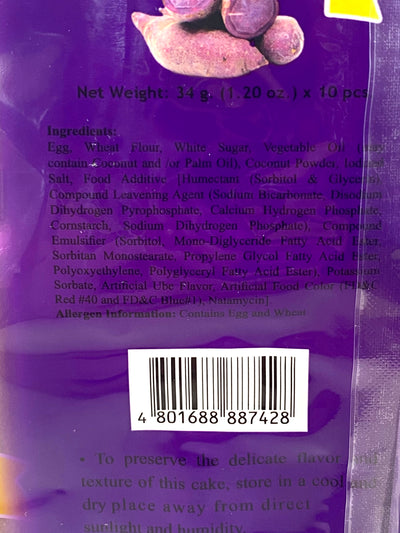 Net Weight: 34 g. (1.20 oz.) x 10 pcs
Ingredients:
Egg, Wheat Flour, White Sugar, Vegetable Oil (may
contain Coconut and /or Palm Oil), Coconut Powder, Iodized
Salt, Food Additive [Humectant (Sorbitol & Glycerin),
Compound Leavening Agent (Sodium Bicarbonate, Disodium
Dihydrogen Pyrophosphate, Calcium Hydrogen Phosphate,
Cornstarch, Sodium Dihydrogen Phosphate), Compound
Emulsifier (Sorbitol, Mono-Diglyceride Fatty Acid Ester,
Sorbitan Monostearate, Propylene Glycol Fatty Acid Ester,
Polyoxyethylene, Polyglyceryl Fatty Acid Ester), Potassium
Sorbate, Artificial Ube Flavor, Artificial Food Color (FD&C
Red #40 and FD&C Blue#1), Natamycin].
Allergen Information: Contains Egg and Wheat
4 801688 887428
• To preserve the delicate flavor and
texture of this cake, store in a cool and
dry place away from direct
sunlight and humidity.